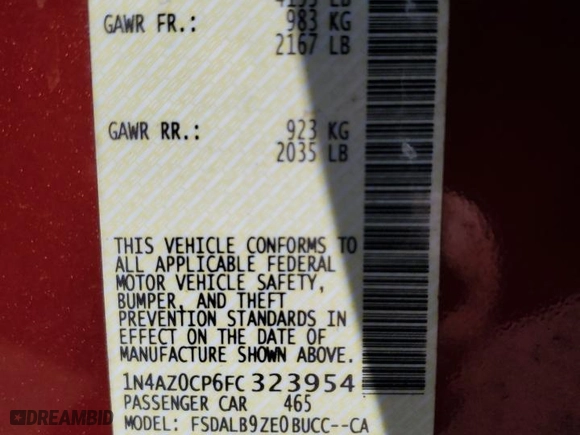 GAWR FR.: 983 KG
2167 LB
GAWR RR.: 923 KG
2035 LB
THIS VEHICLE CONFORMS TO
ALL APPLICABLE FEDERAL
MOTOR VEHICLE SAFETY,
BUMPER, AND THEFT
PREVENTION STANDARDS IN
EFFECT ON THE DATE OF
MANUFACTURE SHOWN ABOVE.
1N4AZ0CP6FC323954
PASSENGER CAR 465
MODEL: FSDALB9ZE0BUCC--CA
DREAMBID